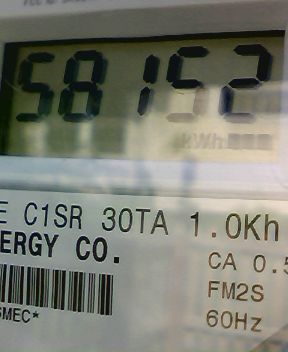 58152
kWh
E C1SR 30TA 1.0Kh
ERGY CO.
CA 0.5
FM2S
60Hz
SMEC*